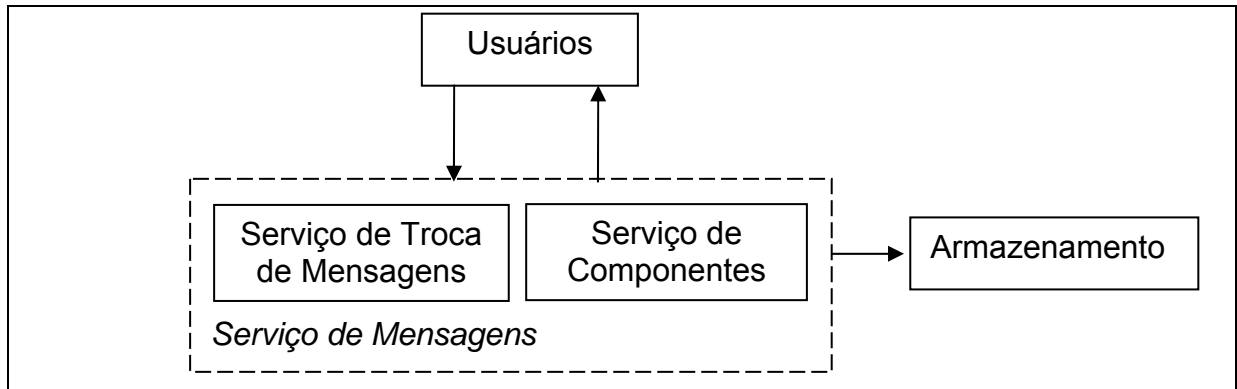 Usuários
Serviço de Troca
de Mensagens
Serviço de
Componentes
Armazenamento
Serviço de Mensagens